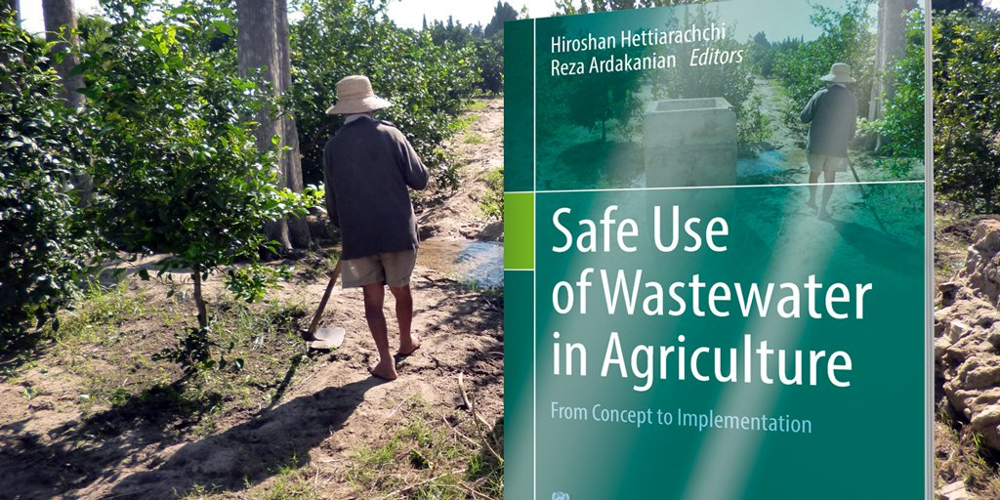 Hiroshan Hettiarachchi
Reza Ardakanian Editors
Safe Use
of Wastewater
in Agriculture
From Concept to Implementation